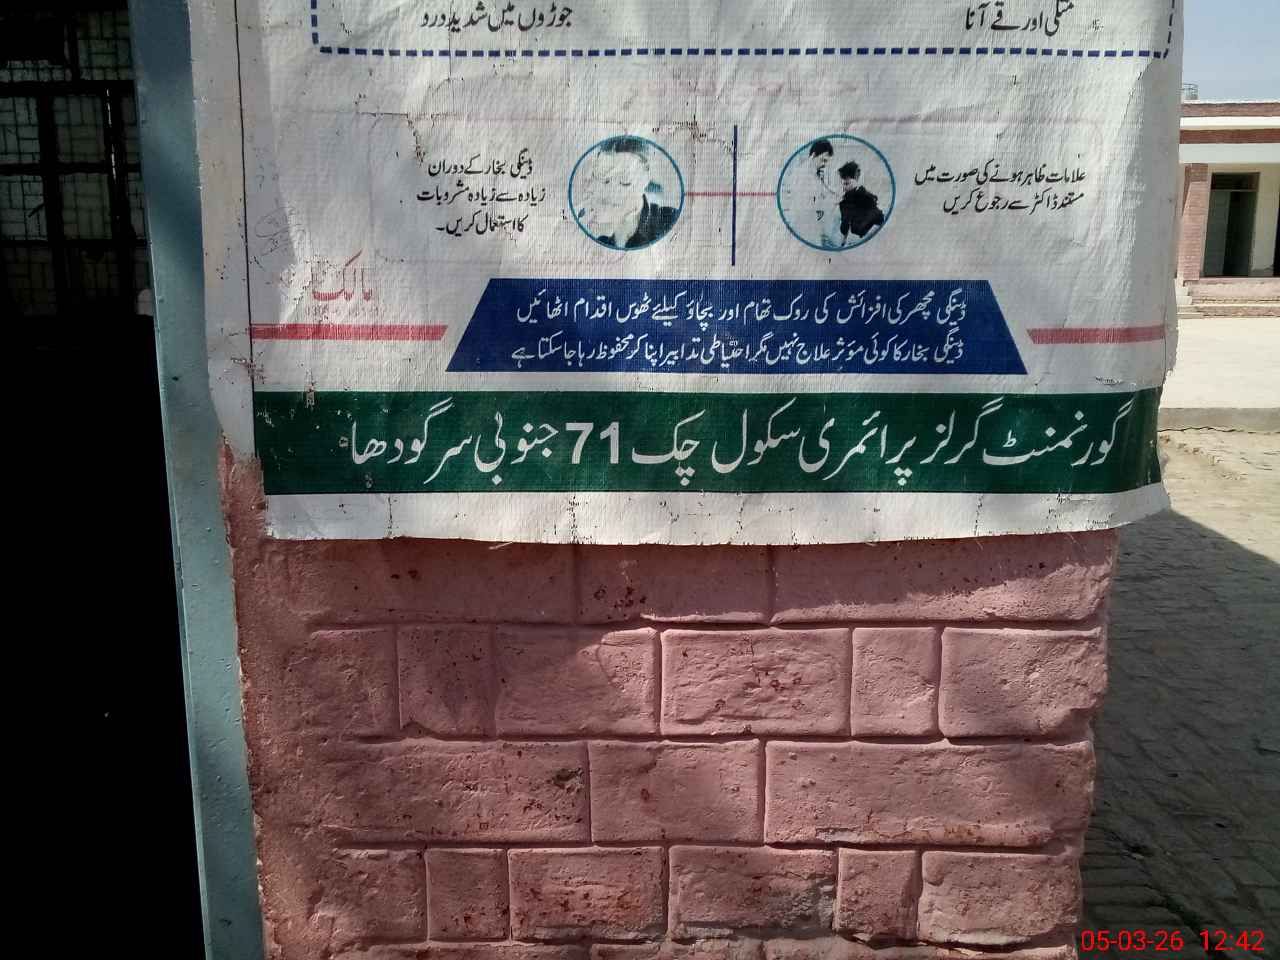 متلی اور قے آنا
جوڑوں میں شدید درد
علامات ظاہر ہونے کی صورت میں
مستند ڈاکٹر سے رجوع کریں
ڈینگی بخار کے دوران
زیادہ سے زیادہ مشروبات
کا استعمال کریں۔
ڈینگی مچھر کی افزائش کی روک تھام اور بچاؤ کیلئے ٹھوس اقدام اٹھائیں
ڈینگی بخار کا کوئی مؤثر علاج نہیں مگر احتیاطی تدابیر اپنا کر محفوظ رہا جا سکتا ہے
گورنمنٹ گرلز پرائمری سکول چک 71 جنوبی سرگودھا
05-03-26 12:42